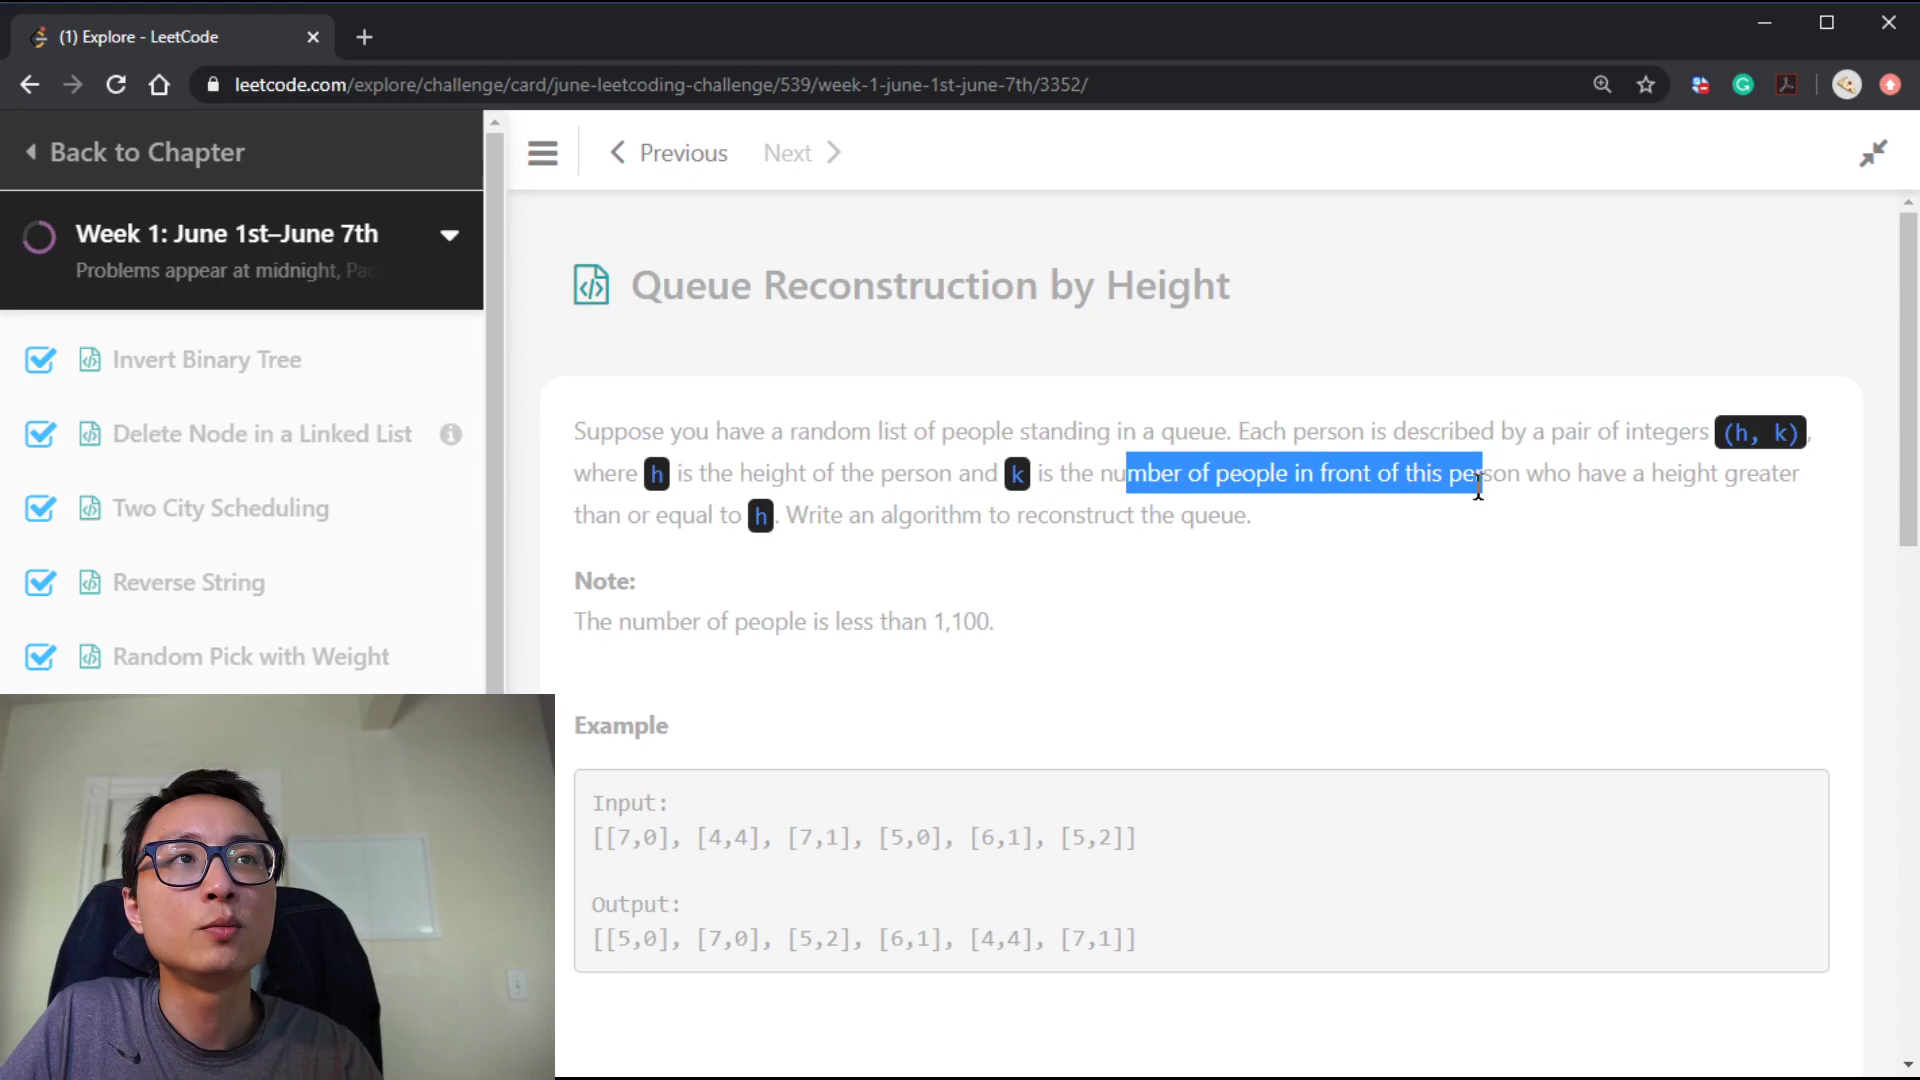 (1) Explore - LeetCode
leetcode.com/explore/challenge/card/june-leetcoding-challenge/539/week-1-june-1st-june-7th/3352/
Back to Chapter
Previous
Next
Week 1: June 1st–June 7th
Problems appear at midnight, Pac
Invert Binary Tree
Delete Node in a Linked List
Two City Scheduling
Reverse String
Random Pick with Weight
Queue Reconstruction by Height
Suppose you have a random list of people standing in a queue. Each person is described by a pair of integers (h, k),
where h is the height of the person and k is the number of people in front of this person who have a height greater
than or equal to h. Write an algorithm to reconstruct the queue.
Note:
The number of people is less than 1,100.
Example
Input:
[[7,0], [4,4], [7,1], [5,0], [6,1], [5,2]]
Output:
[[5,0], [7,0], [5,2], [6,1], [4,4], [7,1]]